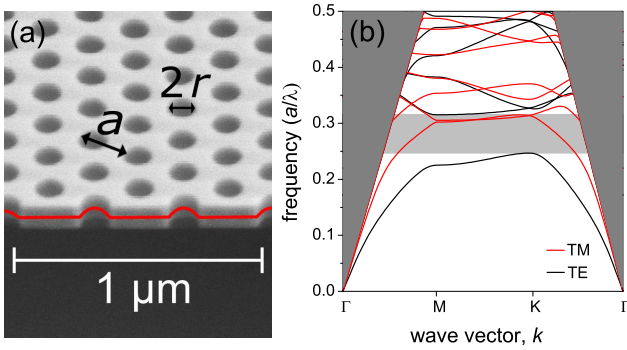 (a)
2r
a
1 μm
(b)
frequency (a/λ)
0.5
0.4
0.3
0.2
0.1
0.0
TM
TE
Γ M K Γ
wave vector, k